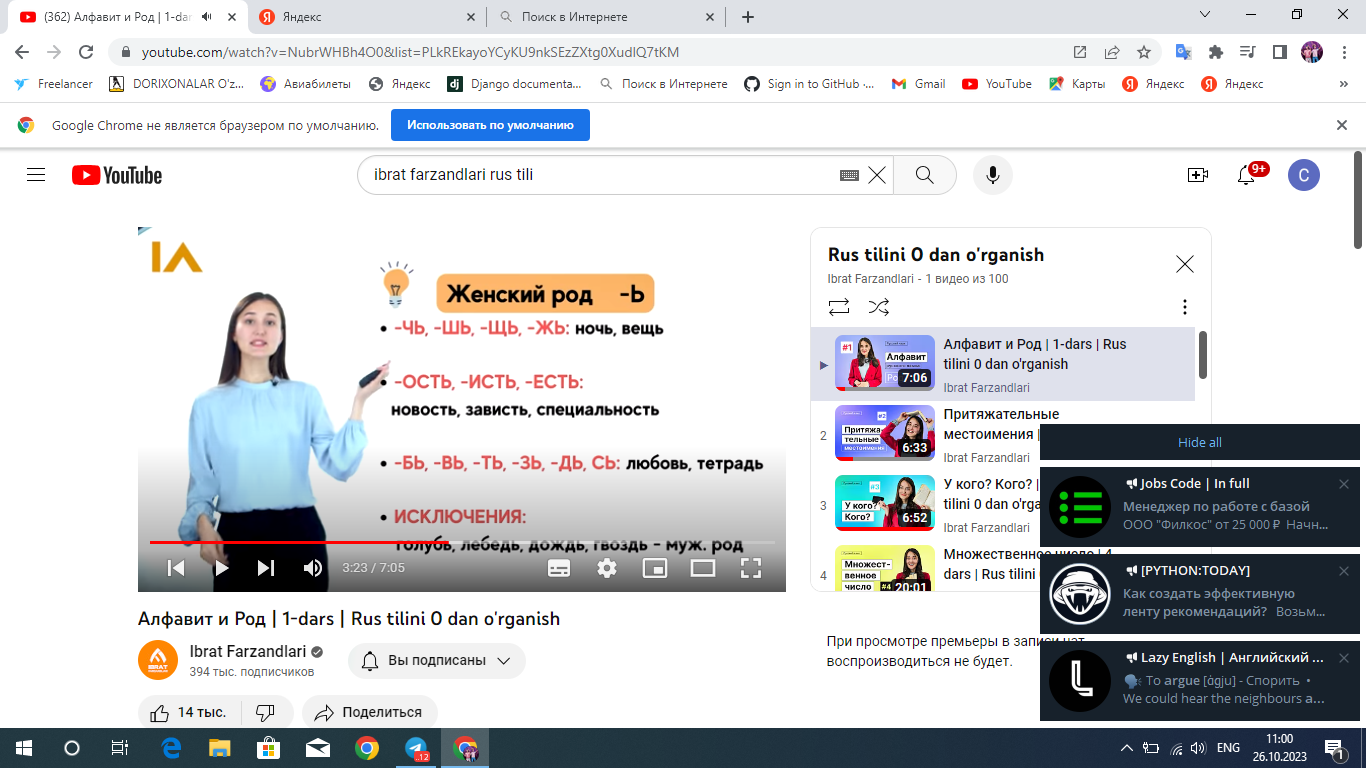 (362) Алфавит и Род | 1-dar
Яндекс
Поиск в Интернете
youtube.com/watch?v=NubrWHBh4O0&list=PLkREkayoYCyKU9nkSEzZXtg0XudIQ7tKM
Freelancer
DORIXONALAR O'z...
Авиабилеты
Яндекс
Django documenta...
Поиск в Интернете
Sign in to GitHub ·...
Gmail
YouTube
Карты
Яндекс
Яндекс
»
Google Chrome не является браузером по умолчанию.
Использовать по умолчанию
YouTube
ibrat farzandlari rus tili
9+
C
Женский род -Ь
• -ЧЬ, -ШЬ, -ЩЬ, -ЖЬ: ночь, вещь
• -ОСТЬ, -ИСТЬ, -ЕСТЬ:
новость, зависть, специальность
• -БЬ, -ВЬ, -ТЬ, -ЗЬ, -ДЬ, СЬ: любовь, тетрадь
• ИСКЛЮЧЕНИЯ:
голубь, лебедь, дождь, гвоздь - муж. род
3:23 / 7:05
Алфавит и Род | 1-dars | Rus tilini 0 dan o'rganish
Ibrat Farzandlari
394 тыс. подписчиков
Вы подписаны
14 тыс.
Поделиться
Rus tilini 0 dan o'rganish
Ibrat Farzandlari - 1 видео из 100
#1
Алфавит
7:06
Алфавит и Род | 1-dars | Rus
tilini 0 dan o'rganish
Ibrat Farzandlari
2
Притяжа
тельные
местоимения
6:33
Притяжательные
местоимения |
Ibrat Farzandlari
3
#3
У кого?
Кого?
6:52
У кого? Кого? |
tilini 0 dan o'rga
Ibrat Farzandlari
4
Множест-
венное
число
#4
20:01
Множественное число | 4
dars | Rus tilini
При просмотре премьеры в записи чат
воспроизводиться не будет.
Hide all
Jobs Code | In full
Менеджер по работе с базой
ООО "Филкос" от 25 000 ₽ Начн...
[PYTHON:TODAY]
Как создать эффективную
ленту рекомендаций? Возьм...
Lazy English | Английский ...
To argue [ɑ́gju] - Спорить •
We could hear the neighbours a...
..12
ENG
11:00
26.10.2023
1